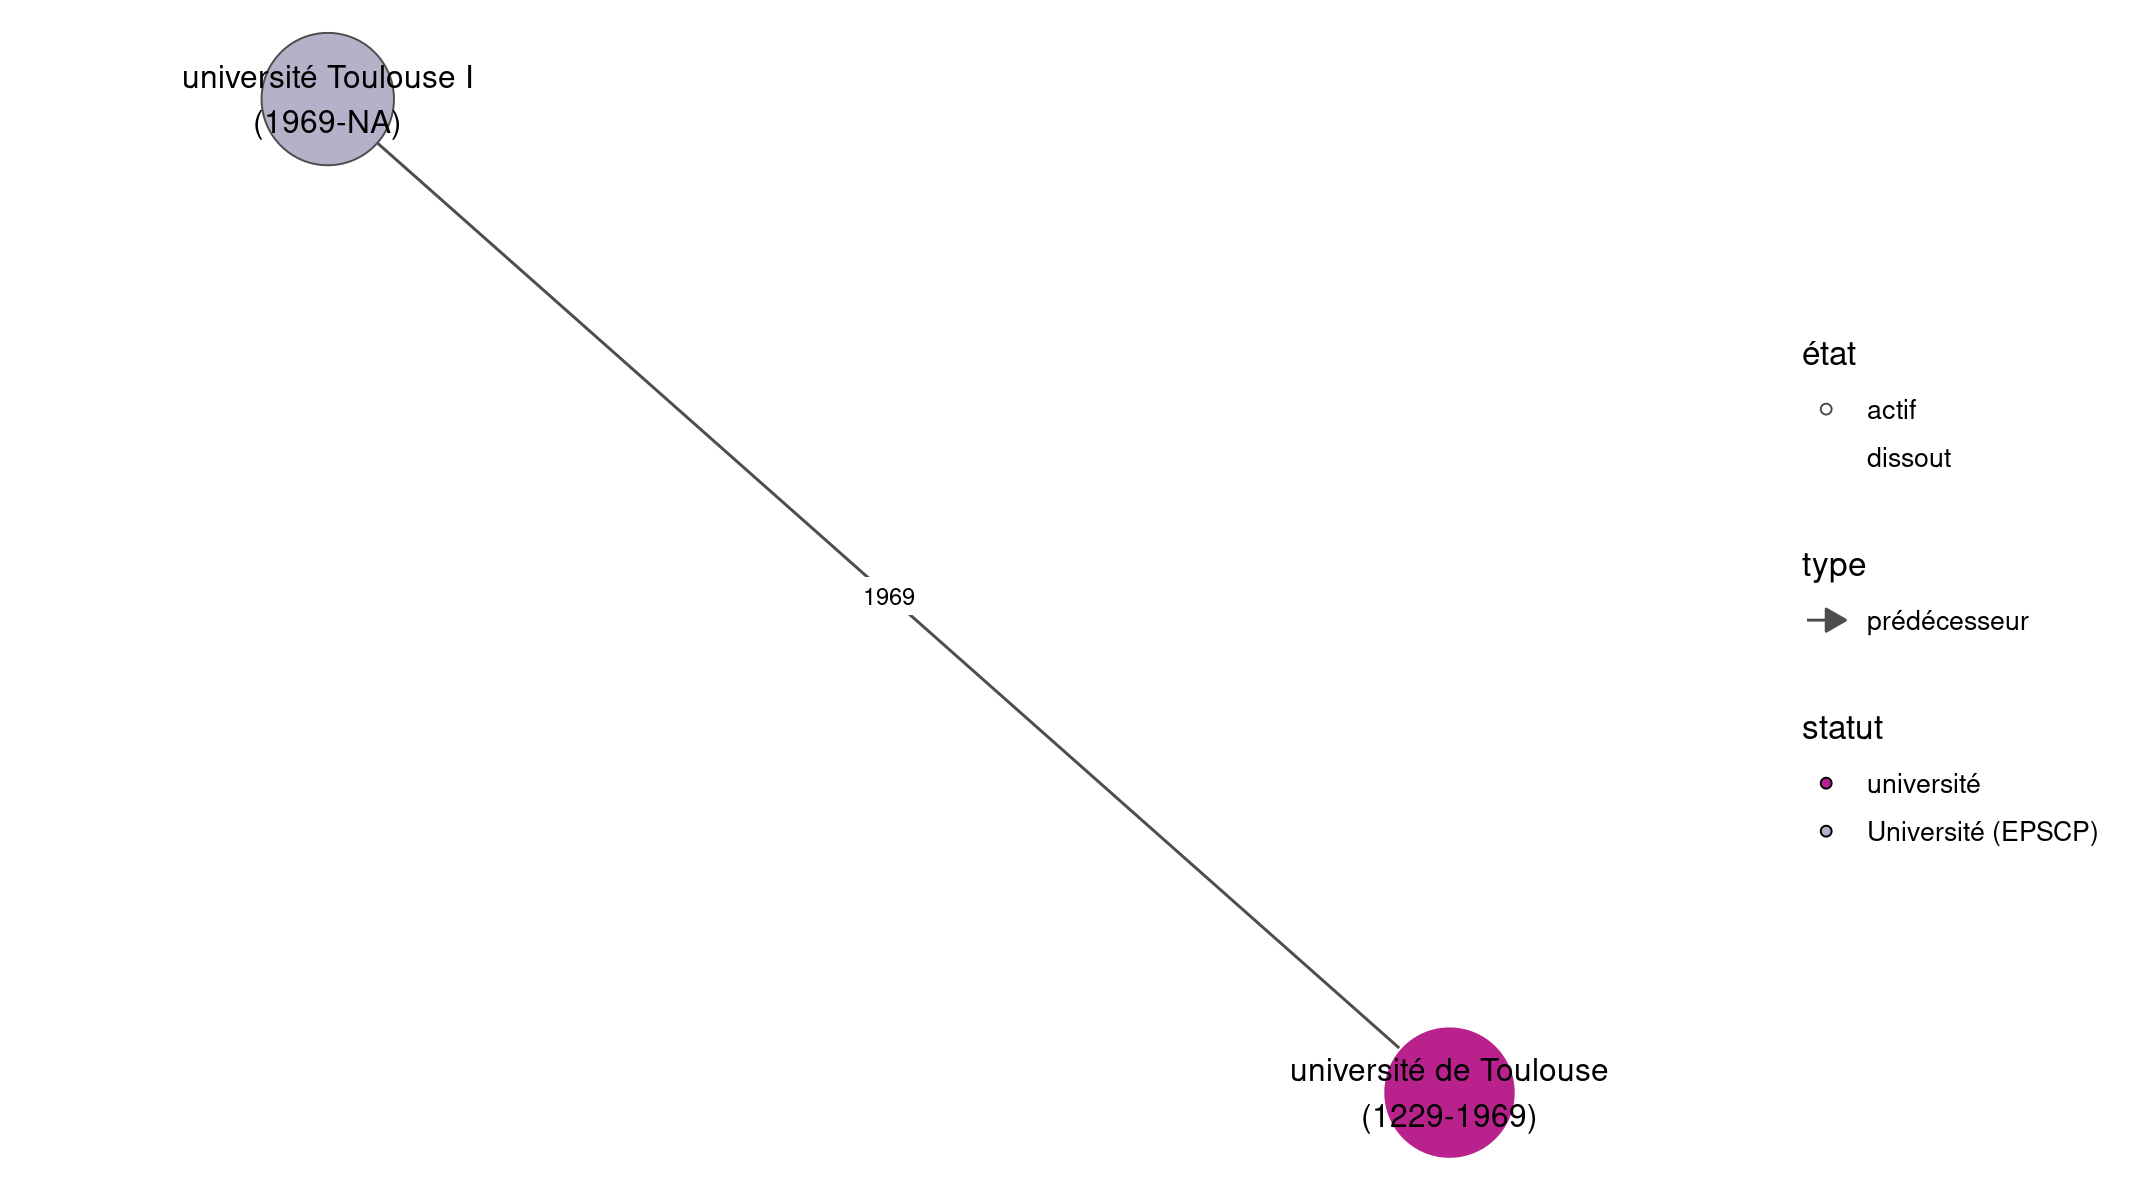 université Toulouse I
(1969-NA)
1969
université de Toulouse
(1229-1969)
état
actif
dissout
type
prédécesseur
statut
université
Université (EPSCP)